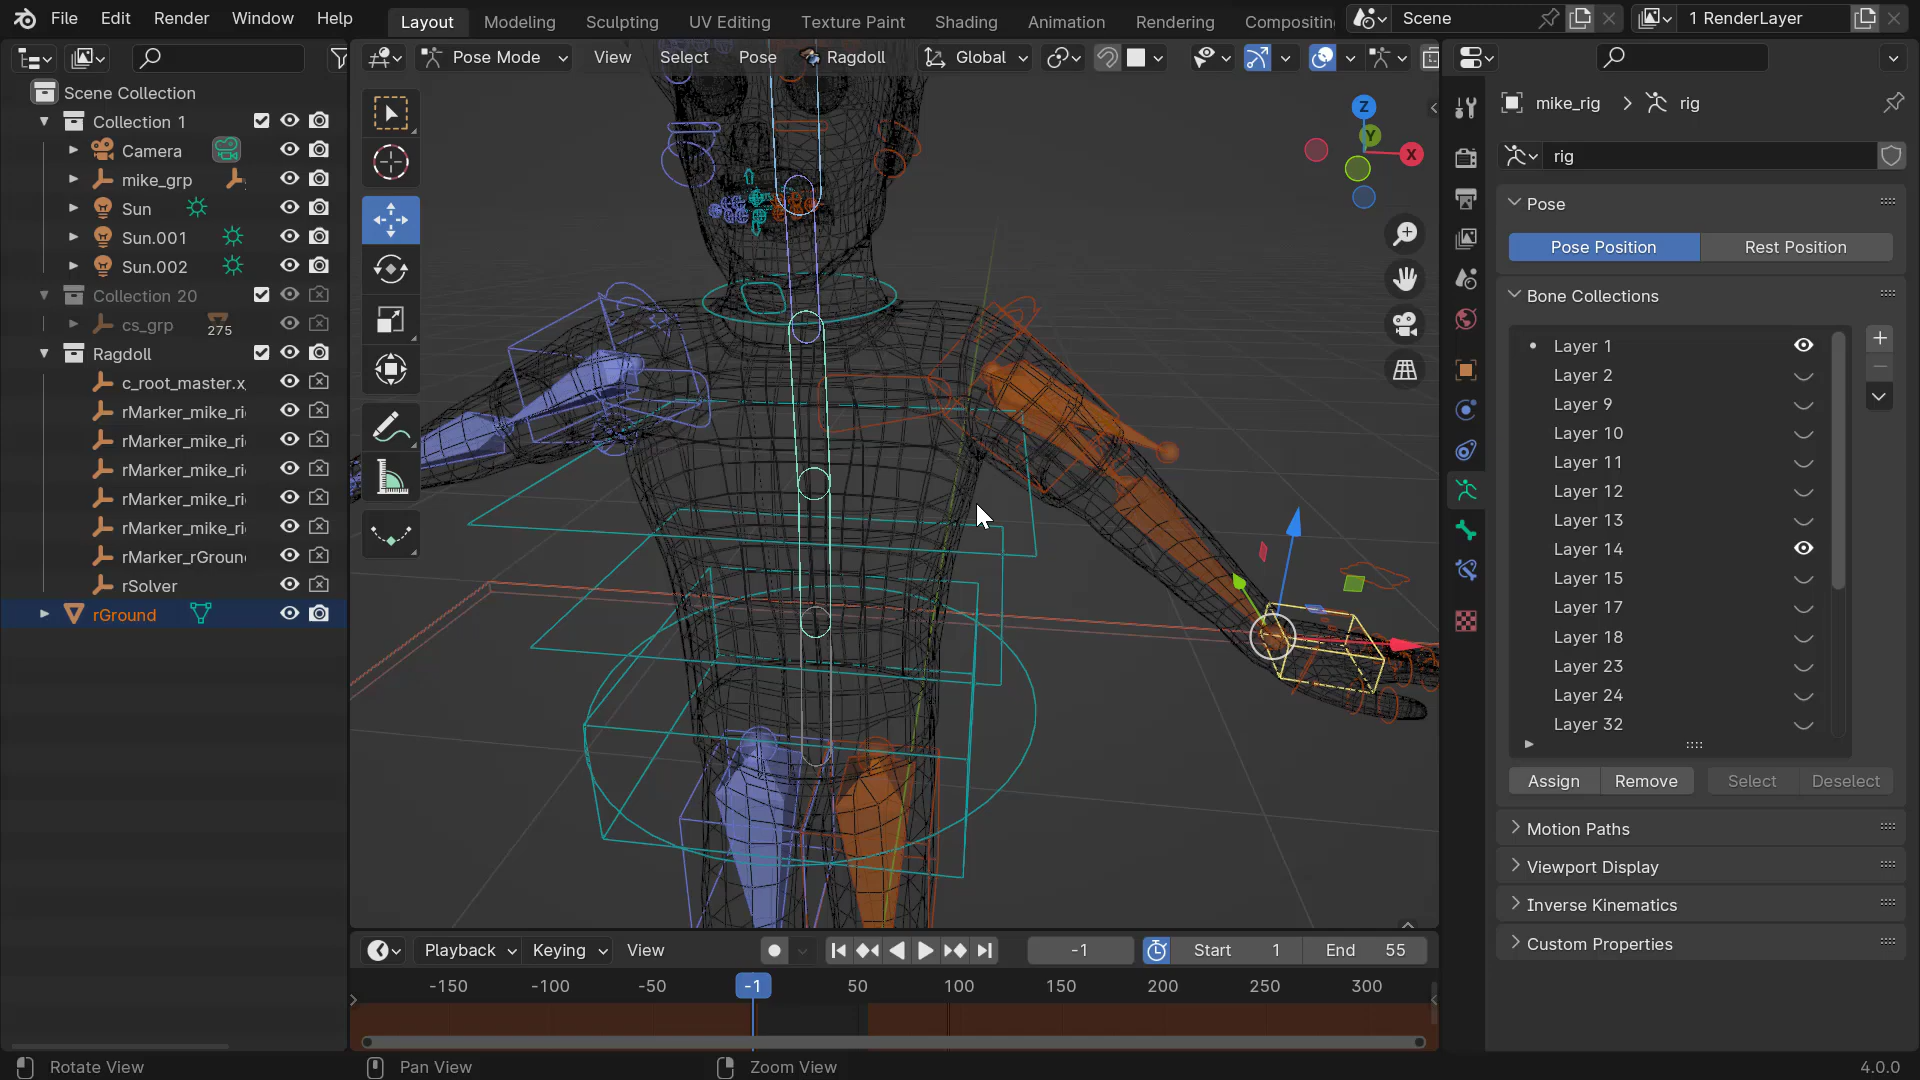 File Edit Render Window Help Layout Modeling Sculpting UV Editing Texture Paint Shading Animation Rendering Compositin Scene 1 RenderLayer
Pose Mode View Select Pose Ragdoll Global
Scene Collection
Collection 1
Camera
mike_grp
Sun
Sun.001
Sun.002
Collection 20
cs_grp 275
Ragdoll
c_root_master.x
rMarker_mike_ri
rMarker_mike_ri
rMarker_mike_ri
rMarker_mike_ri
rMarker_mike_ri
rMarker_rGroun
rSolver
rGround
Z
Y
X
mike_rig rig
rig
Pose
Pose Position Rest Position
Bone Collections
Layer 1
Layer 2
Layer 9
Layer 10
Layer 11
Layer 12
Layer 13
Layer 14
Layer 15
Layer 17
Layer 18
Layer 23
Layer 24
Layer 32
Assign Remove Select Deselect
Motion Paths
Viewport Display
Inverse Kinematics
Custom Properties
Playback Keying View -1 Start 1 End 55
-150 -100 -50 -1 50 100 150 200 250 300
Rotate View Pan View Zoom View 4.0.0